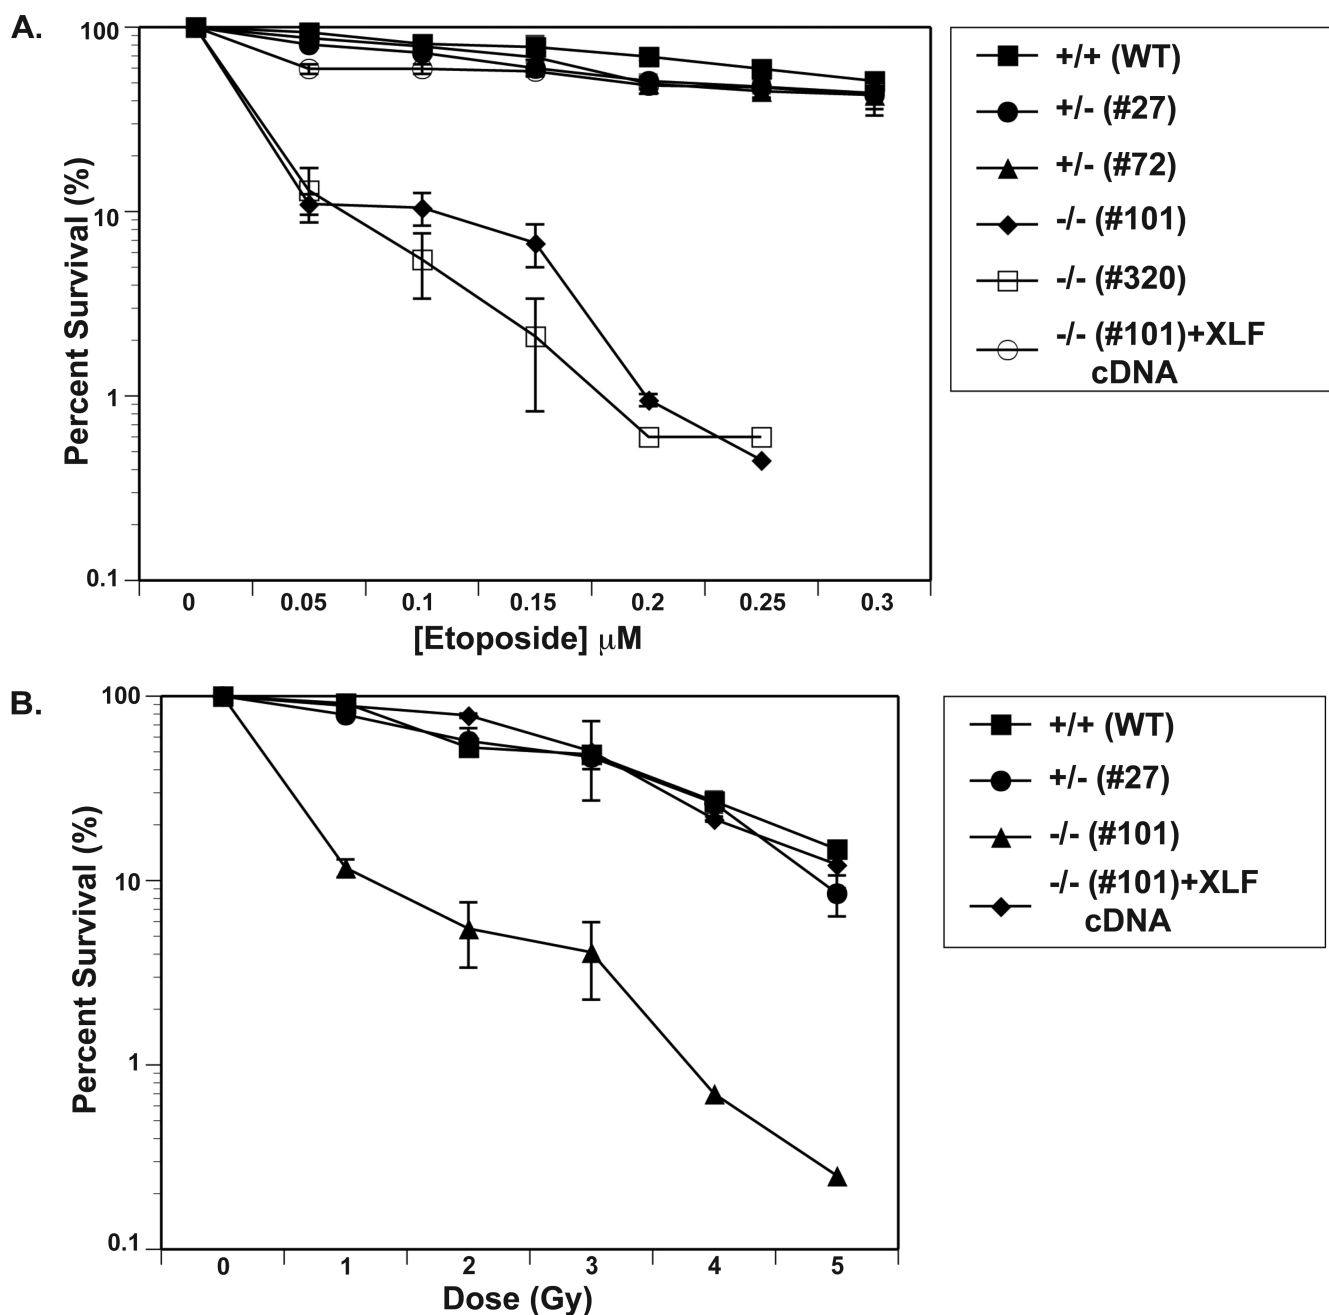 A.
100
10
1
0.1
Percent Survival (%)
0 0.05 0.1 0.15 0.2 0.25 0.3
[Etoposide] μM
+/+ (WT)
+/- (#27)
+/- (#72)
-/- (#101)
-/- (#320)
-/- (#101)+XLF
cDNA
B.
100
10
1
0.1
Percent Survival (%)
0 1 2 3 4 5
Dose (Gy)
+/+ (WT)
+/- (#27)
-/- (#101)
-/- (#101)+XLF
cDNA